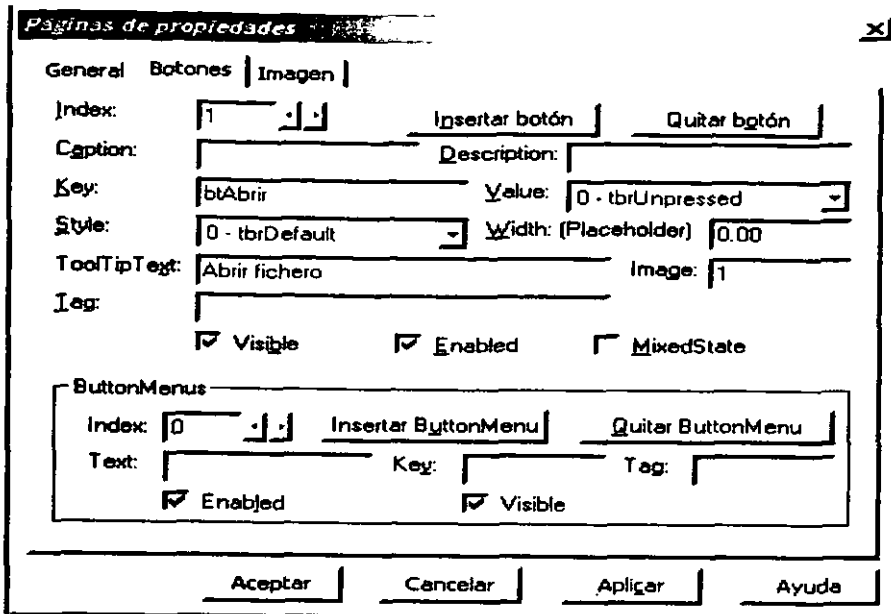 Páginas de propiedades
General Botones Imagen
Index: 1 Insertar botón Quitar botón
Caption: Description:
Key: btAbrir Value: 0 - tbrUnpressed
Style: 0 - tbrDefault Width: (Placeholder) 0.00
ToolTipText: Abrir fichero Image: 1
Tag:
Visible Enabled MixedState
ButtonMenus
Index: 0 Insertar ButtonMenu Quitar ButtonMenu
Text: Key: Tag:
Enabled Visible
Aceptar Cancelar Aplicar Ayuda